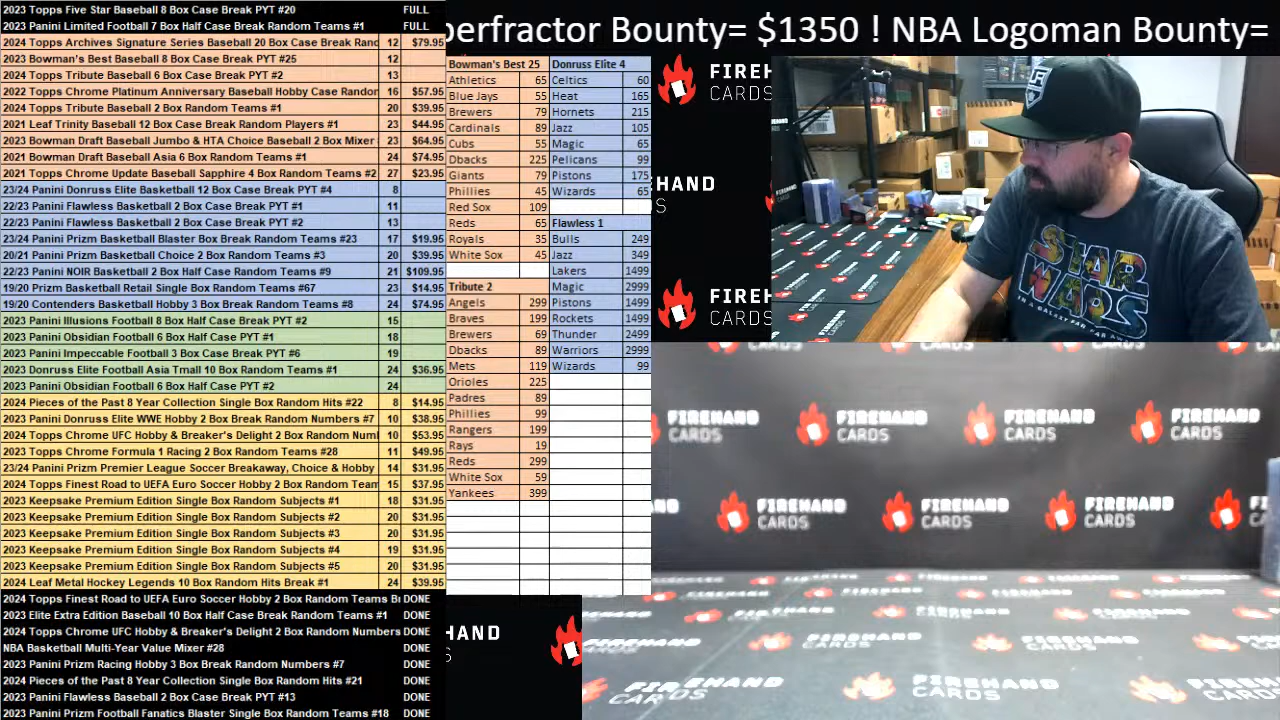 perfractor Bounty= $1350 ! NBA Logoman Bounty=
2023 Topps Five Star Baseball 8 Box Case Break PYT #20 FULL
2023 Panini Limited Football 7 Box Half Case Break Random Teams #1 FULL
2024 Topps Archives Signature Series Baseball 20 Box Case Break Ranc 12 $79.95
2023 Bowman's Best Baseball 8 Box Case Break PYT #25 12
2024 Topps Tribute Baseball 6 Box Case Break PYT #2 13
2022 Topps Chrome Platinum Anniversary Baseball Hobby Case Randor 16 $57.95
2024 Topps Tribute Baseball 2 Box Random Teams #1 20 $39.95
2021 Leaf Trinity Baseball 12 Box Case Break Random Players #1 23 $44.95
2023 Bowman Draft Baseball Jumbo & HTA Choice Baseball 2 Box Mixer 23 $64.95
2021 Bowman Draft Baseball Asia 6 Box Random Teams #1 24 $74.95
2021 Topps Chrome Update Baseball Sapphire 4 Box Random Teams #2 27 $23.95
23/24 Panini Donruss Elite Basketball 12 Box Case Break PYT #4 8
22/23 Panini Flawless Basketball 2 Box Case Break PYT #1 11
22/23 Panini Flawless Basketball 2 Box Case Break PYT #2 13
23/24 Panini Prizm Basketball Blaster Box Break Random Teams #23 17 $19.95
20/21 Panini Prizm Basketball Choice 2 Box Random Teams #3 20 $39.95
22/23 Panini NOIR Basketball 2 Box Half Case Random Teams #9 21 $109.95
19/20 Prizm Basketball Retail Single Box Random Teams #67 23 $14.95
19/20 Contenders Basketball Hobby 3 Box Break Random Teams #8 24 $74.95
2023 Panini Illusions Football 8 Box Half Case Break PYT #2 15
2023 Panini Obsidian Football 6 Box Half Case PYT #1 18
2023 Panini Impeccable Football 3 Box Case Break PYT #6 19
2023 Donruss Elite Football Asia Tmall 10 Box Random Teams #1 24 $36.95
2023 Panini Obsidian Football 6 Box Half Case PYT #2 24
2024 Pieces of the Past 8 Year Collection Single Box Random Hits #22 8 $14.95
2023 Panini Donruss Elite WWE Hobby 2 Box Break Random Numbers #7 10 $38.95
2024 Topps Chrome UFC Hobby & Breaker's Delight 2 Box Random Numl 10 $53.95
2023 Topps Chrome Formula 1 Racing 2 Box Random Teams #28 11 $49.95
23/24 Panini Prizm Premier League Soccer Breakaway, Choice & Hobby 14 $31.95
2024 Topps Finest Road to UEFA Euro Soccer Hobby 2 Box Random Team 15 $37.95
2023 Keepsake Premium Edition Single Box Random Subjects #1 18 $31.95
2023 Keepsake Premium Edition Single Box Random Subjects #2 20 $31.95
2023 Keepsake Premium Edition Single Box Random Subjects #3 20 $31.95
2023 Keepsake Premium Edition Single Box Random Subjects #4 19 $31.95
2023 Keepsake Premium Edition Single Box Random Subjects #5 20 $31.95
2024 Leaf Metal Hockey Legends 10 Box Random Hits Break #1 24 $39.95
2024 Topps Finest Road to UEFA Euro Soccer Hobby 2 Box Random Teams Bi DONE
2023 Elite Extra Edition Baseball 10 Box Half Case Break Random Teams #1 DONE
2024 Topps Chrome UFC Hobby & Breaker's Delight 2 Box Random Numbers DONE
NBA Basketball Multi-Year Value Mixer #28 DONE
2023 Panini Prizm Racing Hobby 3 Box Break Random Numbers #7 DONE
2024 Pieces of the Past 8 Year Collection Single Box Random Hits #21 DONE
2023 Panini Flawless Baseball 2 Box Case Break PYT #13 DONE
2023 Panini Prizm Football Fanatics Blaster Single Box Random Teams #18 DONE
Bowman's Best 25
Athletics 65
Blue Jays 55
Brewers 79
Cardinals 89
Cubs 55
Dbacks 225
Giants 79
Phillies 45
Red Sox 109
Reds 65
Royals 35
White Sox 45
Tribute 2
Angels 299
Braves 199
Brewers 69
Dbacks 89
Mets 119
Orioles 225
Padres 89
Phillies 99
Rangers 199
Rays 19
Reds 299
White Sox 59
Yankees 399
Donruss Elite 4
Celtics 60
Heat 165
Hornets 215
Jazz 105
Magic 65
Pelicans 99
Pistons 175
Wizards 65
Flawless 1
Bulls 249
Jazz 349
Lakers 1499
Magic 2999
Pistons 1499
Rockets 1499
Thunder 2499
Warriors 2999
Wizards 99
FIREH
CARDS
HAND
S
FIREH
CARDS
HAND
S
STAR
WARS
IN A GALAXY FAR FAR AWAY
FIREHAND
CARDS
FIREHAND
CARDS
FIREHAND
CARDS
FIREHAND
CARDS
FIREHAND
CARDS
FIREHAND
CARDS
FIREHAND
CARDS
FIREHAND
CARDS